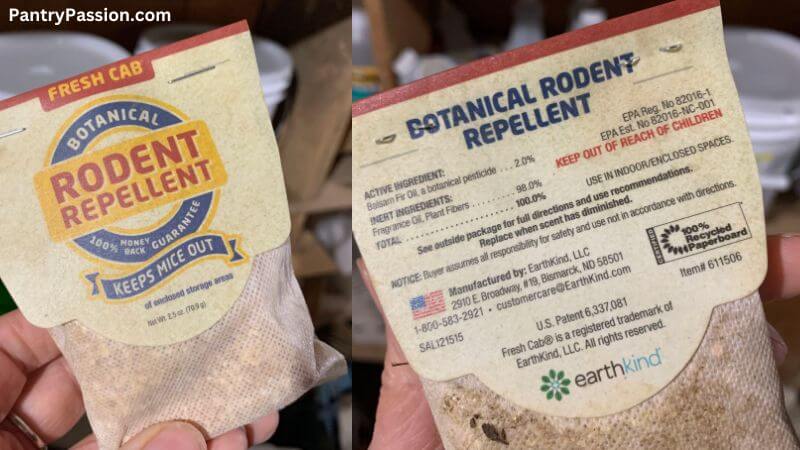 PantryPassion.com
FRESH CAB
BOTANICAL
RODENT
REPELLENT
100% MONEY BACK GUARANTEE
KEEPS MICE OUT
of enclosed storage areas
Net Wt. 2.5 oz. (70.9g)
BOTANICAL RODENT
REPELLENT
EPA Reg. No 82016-1
EPA Est. No 82016-NC-001
KEEP OUT OF REACH OF CHILDREN
ACTIVE INGREDIENT:
Balsam Fir Oil, a botanical pesticide . . . 2.0%
INERT INGREDIENTS:
Fragrance Oil, Plant Fibers . . . . . . . . . 98.0%
TOTAL . . . . . . . . . . . . . . . . . . . . . 100.0%
USE IN INDOOR/ENCLOSED SPACES.
See outside package for full directions and use recommendations.
Replace when scent has diminished.
NOTICE: Buyer assumes all responsibility for safety and use not in accordance with directions.
Manufactured by: EarthKind, LLC
2910 E. Broadway, #19, Bismarck, ND 58501
1-800-583-2921 • customercare@EarthKind.com
SAL121515
100%
Recycled
Paperboard
Item# 611506
U.S. Patent 6,337,081
Fresh Cab® is a registered trademark of
EarthKind, LLC. All rights reserved.
earthkind